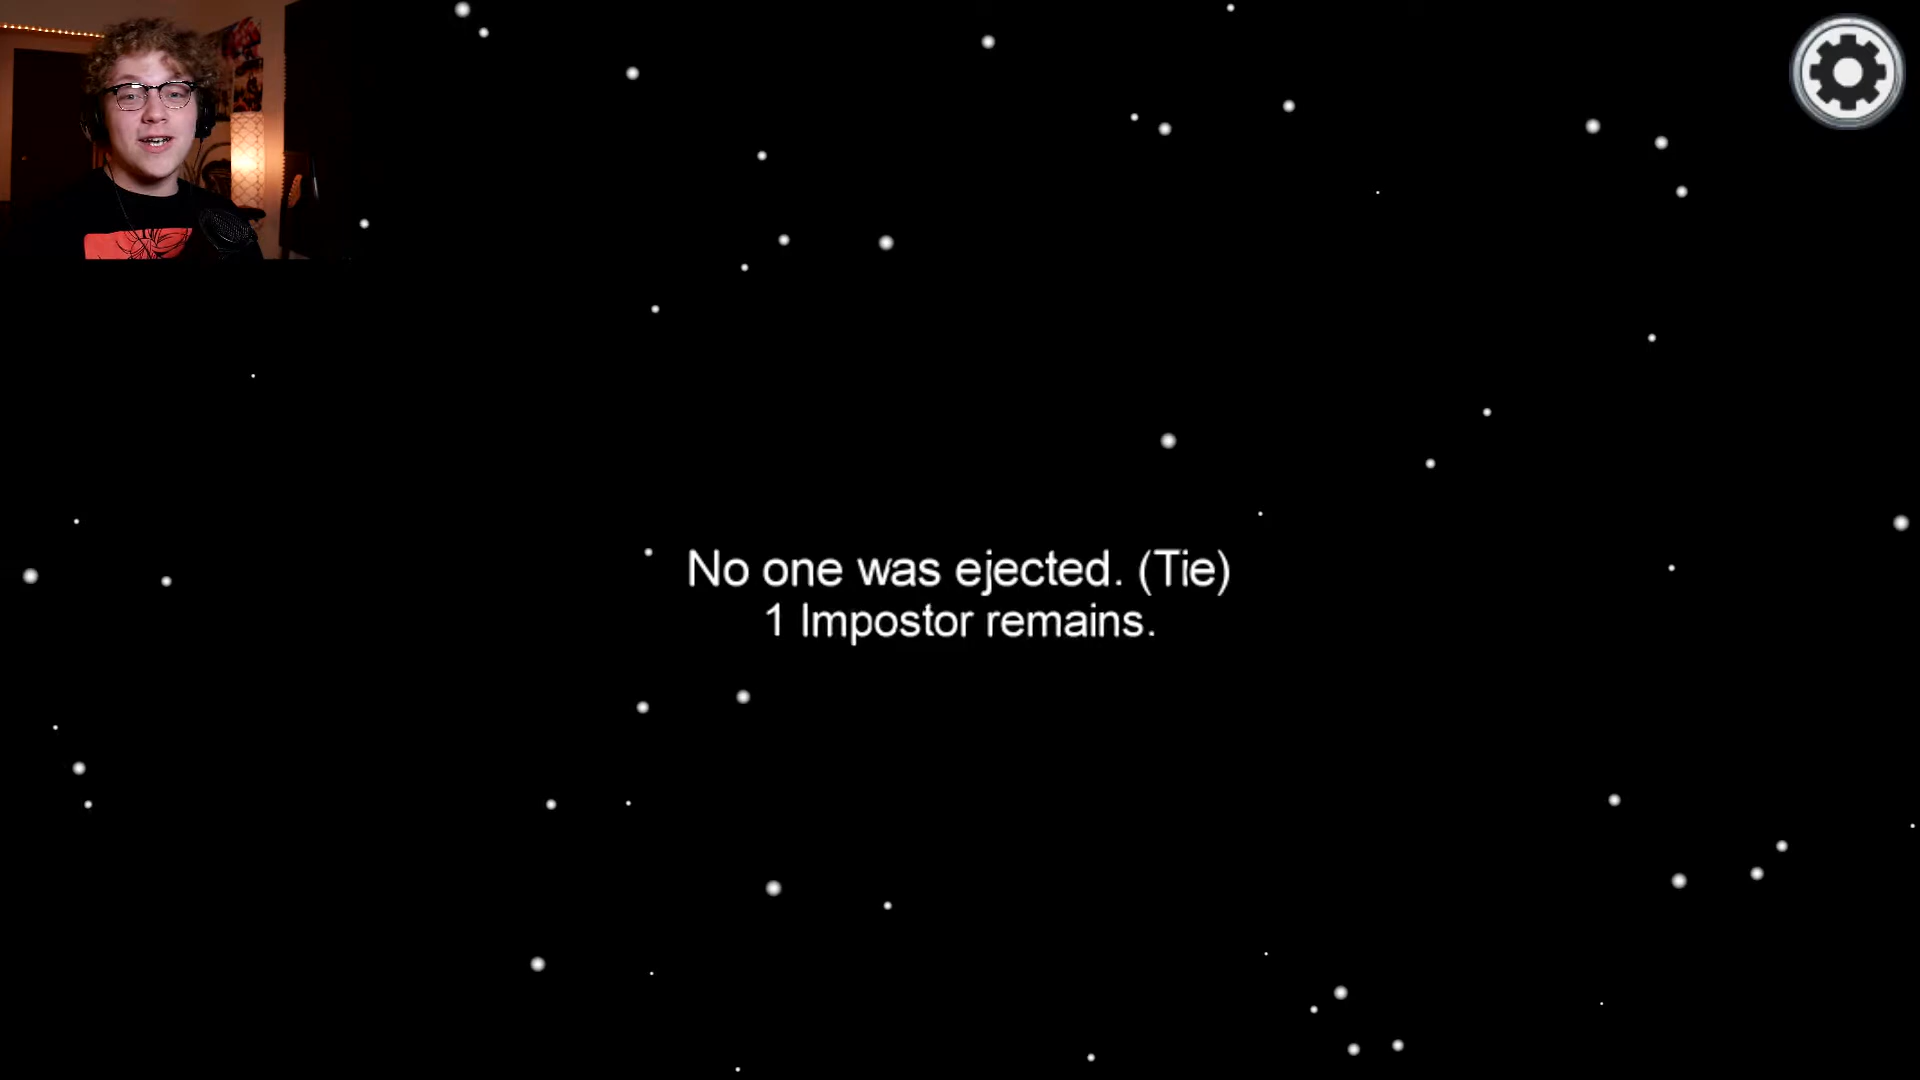 No one was ejected. (Tie)
1 Impostor remains.